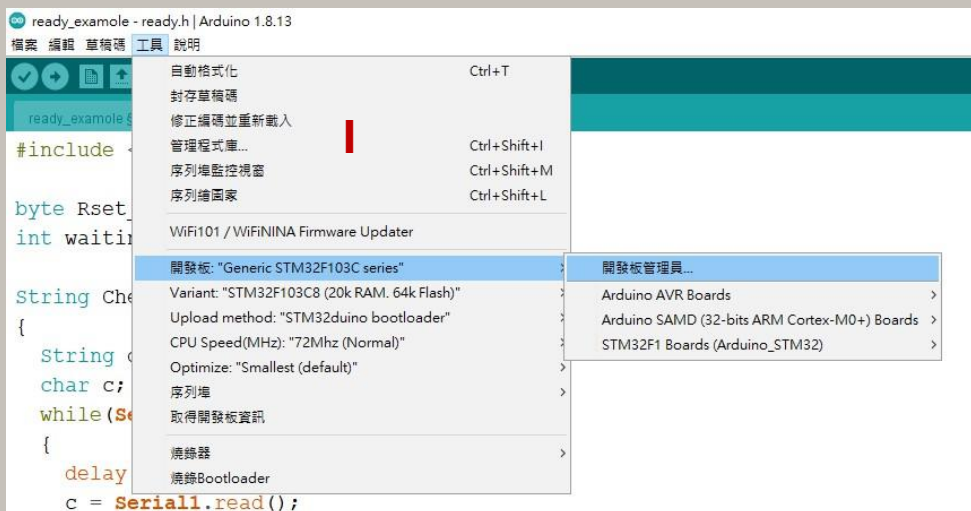 ready_examole - ready.h | Arduino 1.8.13
檔案 編輯 草稿碼 工具 說明
ready_examole §
自動格式化 Ctrl+T
封存草稿碼
修正編碼並重新載入
管理程式庫... Ctrl+Shift+I
序列埠監控視窗 Ctrl+Shift+M
序列繪圖家 Ctrl+Shift+L
WiFi101 / WiFiNINA Firmware Updater
開發板: "Generic STM32F103C series"
Variant: "STM32F103C8 (20k RAM. 64k Flash)"
Upload method: "STM32duino bootloader"
CPU Speed(MHz): "72Mhz (Normal)"
Optimize: "Smallest (default)"
序列埠
取得開發板資訊
燒錄器
燒錄Bootloader
開發板管理員...
Arduino AVR Boards
Arduino SAMD (32-bits ARM Cortex-M0+) Boards
STM32F1 Boards (Arduino_STM32)
#include <
byte Rset_
int waitin
String Che
{
String c
char c;
while(Se
{
delay
c = Serial1.read();